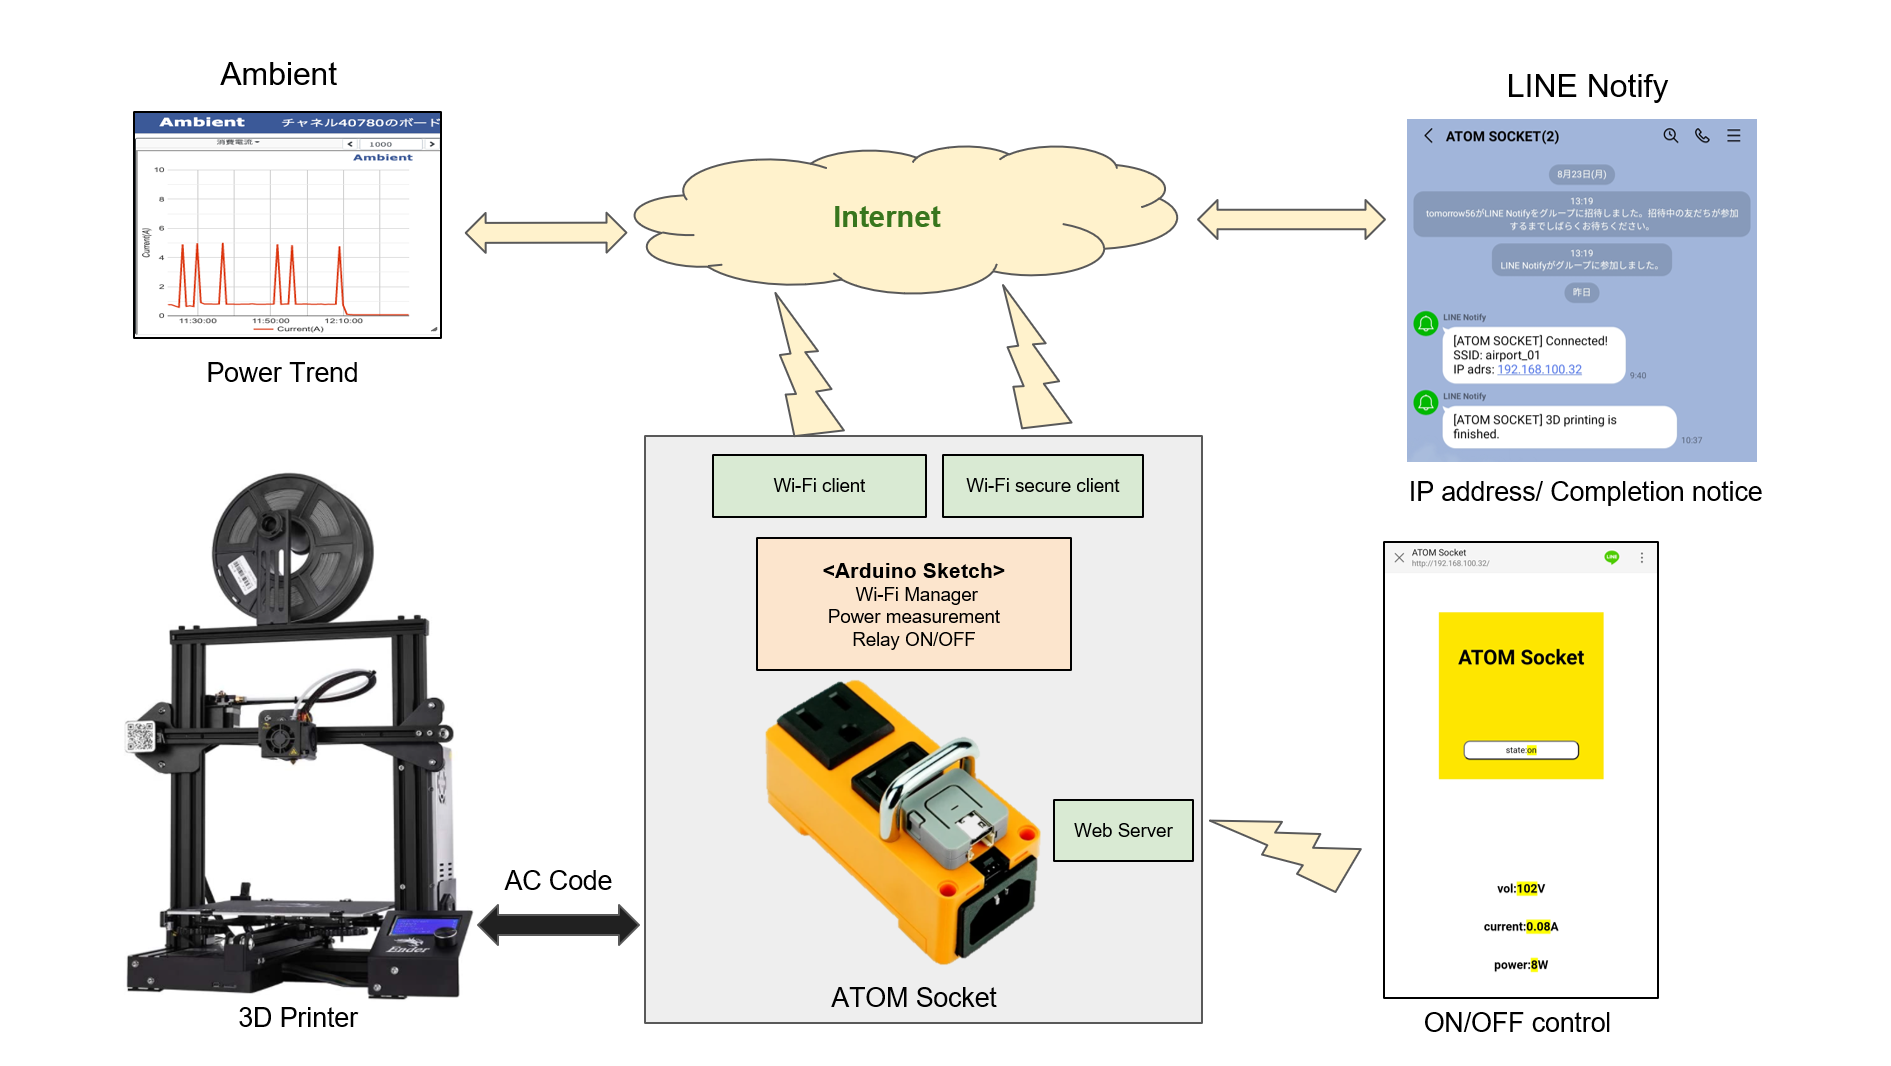 Ambient
Ambient チャネル40780のボード
消費電流
1000
Ambient
10
8
6
4
2
0
Current(A)
11:30:00 11:50:00 12:10:00
Current(A)
Power Trend
Internet
LINE Notify
ATOM SOCKET(2)
8月23日(月)
13:19
tomorrow56がLINE Notifyをグループに招待しました。招待中の友だちが参加
するまでしばらくお待ちください。
13:19
LINE Notifyがグループに参加しました。
昨日
LINE Notify
[ATOM SOCKET] Connected!
SSID: airport_01
IP adrs: 192.168.100.32
9:40
LINE Notify
[ATOM SOCKET] 3D printing is
finished.
10:37
IP address/ Completion notice
Wi-Fi client
Wi-Fi secure client
<Arduino Sketch>
Wi-Fi Manager
Power measurement
Relay ON/OFF
Web Server
ATOM Socket
AC Code
Ender
3D Printer
ATOM Socket
http://192.168.100.32/
LINE
ATOM Socket
state:on
vol:102V
current:0.08A
power:8W
ON/OFF control